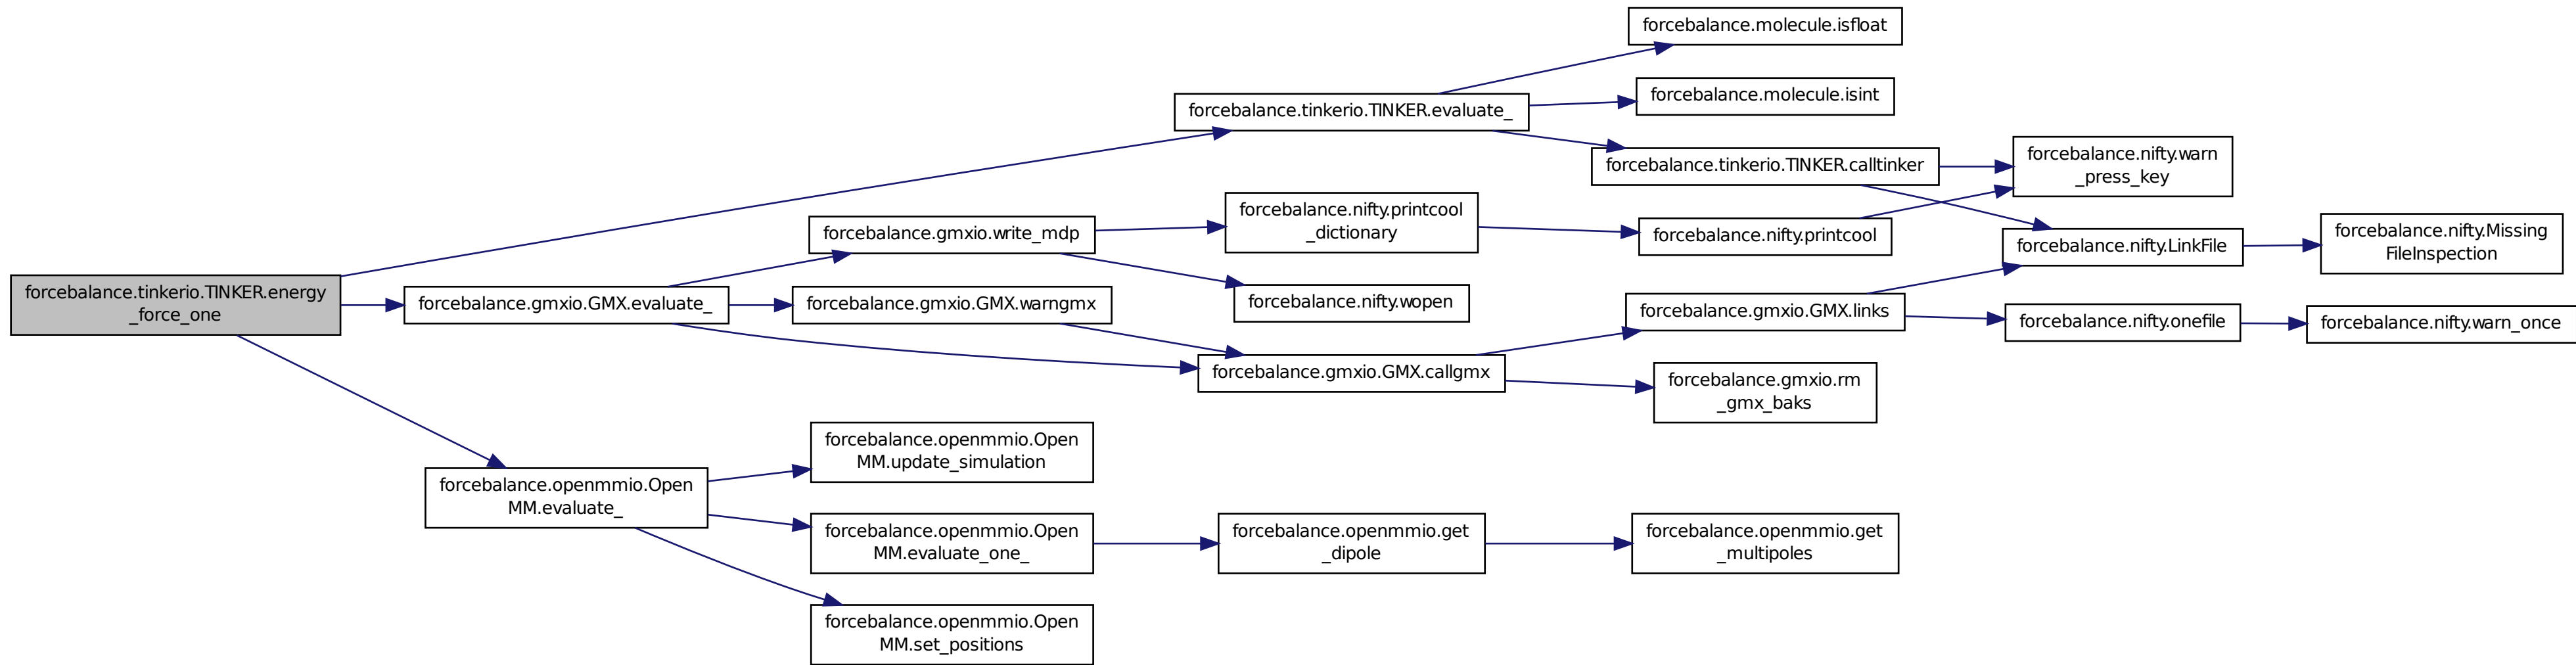 forcebalance.tinkerio.TINKER.energy
_force_one
forcebalance.tinkerio.TINKER.evaluate_
forcebalance.molecule.isfloat
forcebalance.molecule.isint
forcebalance.tinkerio.TINKER.calltinker
forcebalance.nifty.warn
_press_key
forcebalance.gmxio.GMX.evaluate_
forcebalance.gmxio.write_mdp
forcebalance.nifty.printcool
_dictionary
forcebalance.nifty.printcool
forcebalance.nifty.LinkFile
forcebalance.nifty.Missing
FileInspection
forcebalance.nifty.wopen
forcebalance.gmxio.GMX.warngmx
forcebalance.gmxio.GMX.callgmx
forcebalance.gmxio.GMX.links
forcebalance.nifty.onefile
forcebalance.nifty.warn_once
forcebalance.gmxio.rm
_gmx_baks
forcebalance.openmmio.Open
MM.evaluate_
forcebalance.openmmio.Open
MM.update_simulation
forcebalance.openmmio.Open
MM.evaluate_one_
forcebalance.openmmio.get
_dipole
forcebalance.openmmio.get
_multipoles
forcebalance.openmmio.Open
MM.set_positions